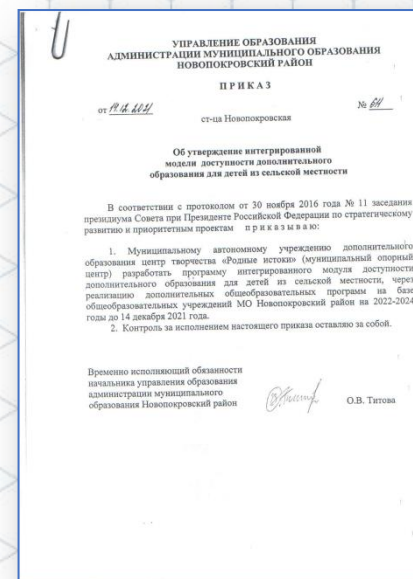 УПРАВЛЕНИЕ ОБРАЗОВАНИЯ
АДМИНИСТРАЦИИ МУНИЦИПАЛЬНОГО ОБРАЗОВАНИЯ
НОВОПОКРОВСКИЙ РАЙОН
ПРИКАЗ
от 2021 №
ст-ца Новопокровская
Об утверждение интегрированной
модели доступности дополнительного
образования для детей из сельской местности
В соответствии с протоколом от 30 ноября 2016 года № 11 заседания
президиума Совета при Президенте Российской Федерации по стратегическому
развитию и приоритетным проектам п р и к а з ы в а ю:
1. Муниципальному автономному учреждению дополнительного
образования центр творчества «Родные истоки» (муниципальный опорный
центр) разработать программу интегрированного модуля доступности
дополнительного образования для детей из сельской местности, через
реализацию дополнительных общеобразовательных программ на базе
общеобразовательных учреждений МО Новопокровский район на 2022-2024
годы до 14 декабря 2021 года.
2. Контроль за исполнением настоящего приказа оставляю за собой.
Временно исполняющий обязанности
начальника управления образования
администрации муниципального
образования Новопокровский район О.В. Титова